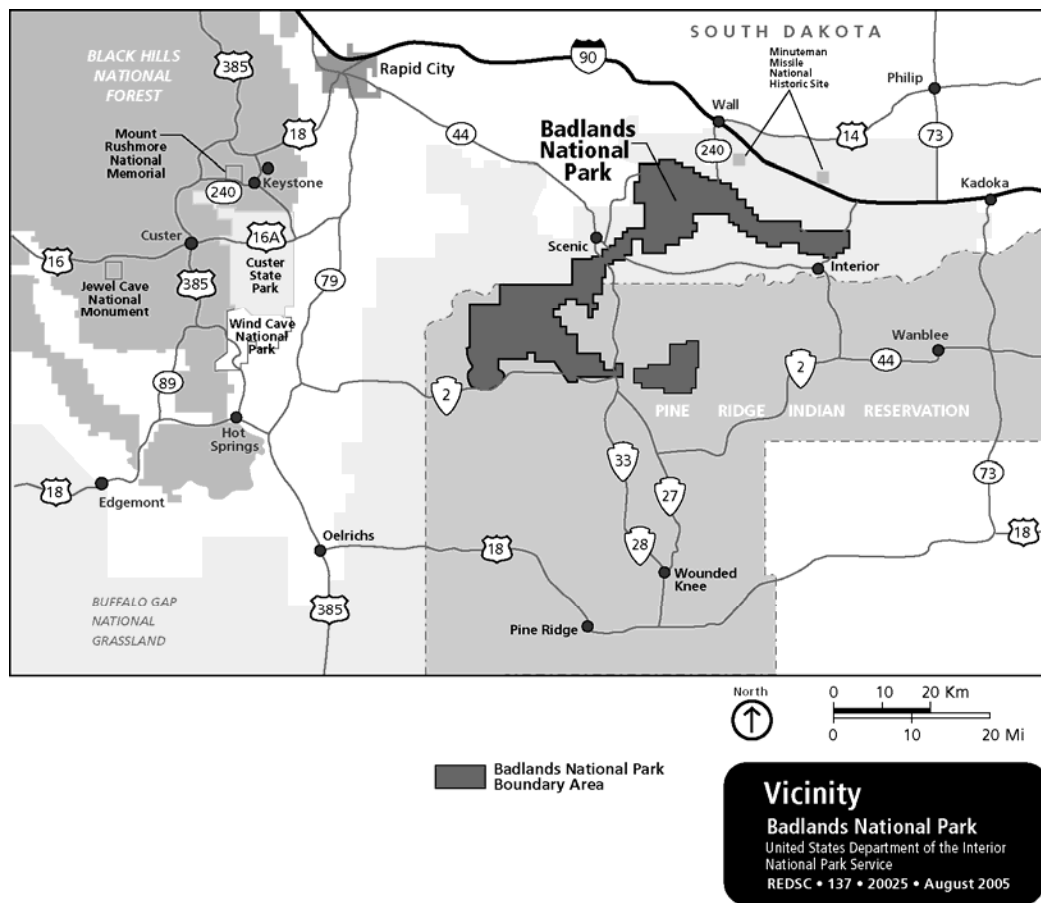 SOUTH DAKOTA
BLACK HILLS
NATIONAL
FOREST
385
90
Minuteman
Missile
National
Historic Site
Rapid City
Philip
Wall
44
18
14
73
Mount
Rushmore
National
Memorial
Badlands
National
Park
240
240
Keystone
Kadoka
Custer
16A
Scenic
16
Custer
State
Park
Interior
Jewel Cave
National
Monument
385
79
Wind Cave
National
Park
Wanblee
89
2
2
44
PINE RIDGE INDIAN RESERVATION
Hot
Springs
33
73
18
Edgemont
27
Oelrichs
18
28
18
Wounded
Knee
BUFFALO GAP
NATIONAL
GRASSLAND
385
Pine Ridge
North
0 10 20 Km
0 10 20 Mi
Badlands National Park
Boundary Area
Vicinity
Badlands National Park
United States Department of the Interior
National Park Service
REDSC • 137 • 20025 • August 2005